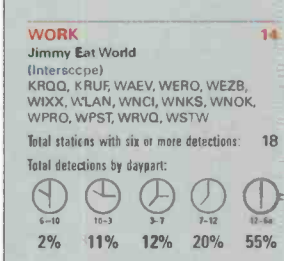 WORK 14
Jimmy Eat World
(Interscope)
KRQQ, KRUF, WAEV, WERO, WEZB,
WIXX, WLAN, WNCI, WNKS, WNOK,
WPRO, WPST, WRVQ, WSTW
Total stations with six or more detections: 18
Total detections by daypart:
6-10 10-3 3-7 7-12 12-6a
2% 11% 12% 20% 55%